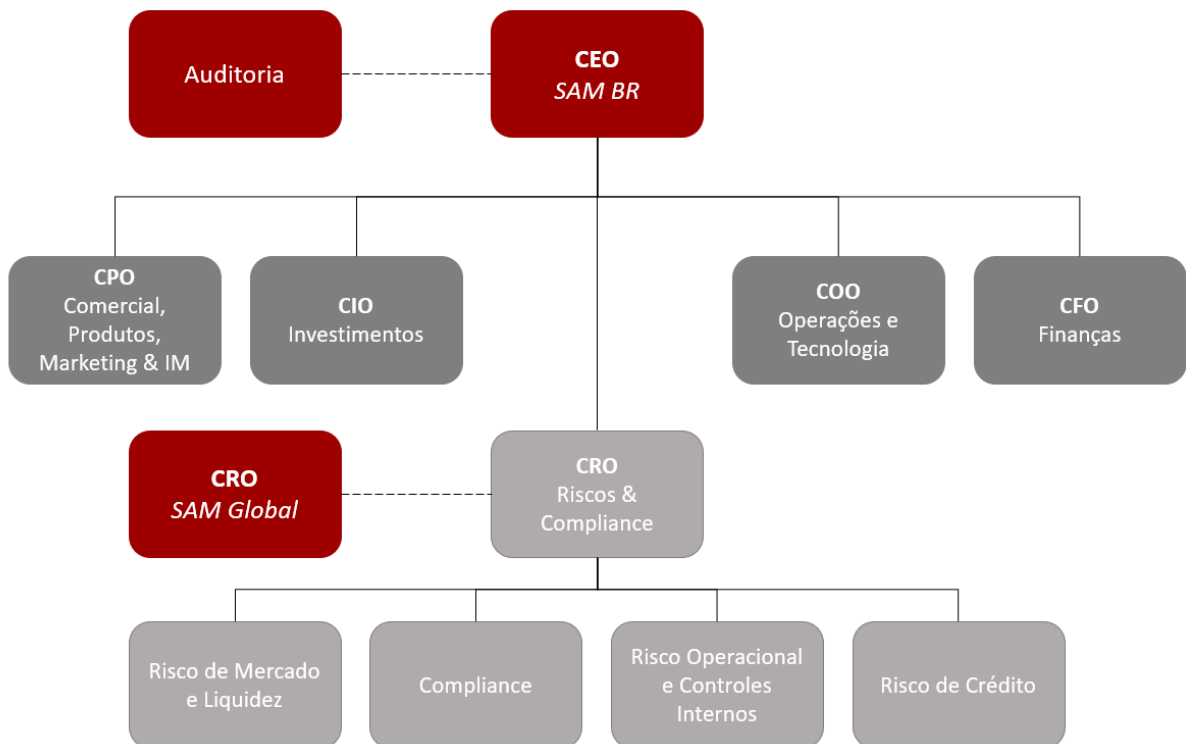 Auditoria
CEO
SAM BR
CPO
Comercial,
Produtos,
Marketing & IM
CIO
Investimentos
COO
Operações e
Tecnologia
CFO
Finanças
CRO
SAM Global
CRO
Riscos &
Compliance
Risco de Mercado
e Liquidez
Compliance
Risco Operacional
e Controles
Internos
Risco de Crédito